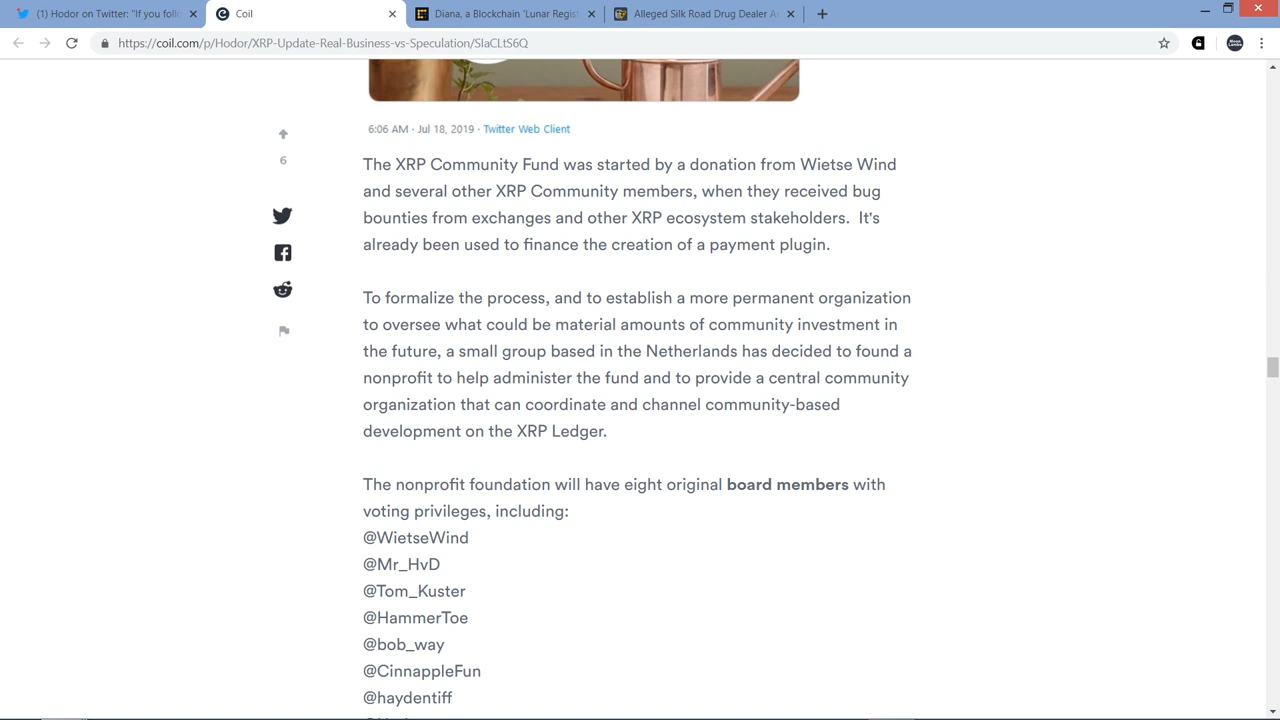 (1) Hodor on Twitter: "If you follo
Coil
Diana, a Blockchain 'Lunar Regist
Alleged Silk Road Drug Dealer Ar
https://coil.com/p/Hodor/XRP-Update-Real-Business-vs-Speculation/SIaCLtS6Q
6:06 AM · Jul 18, 2019 · Twitter Web Client
6
The XRP Community Fund was started by a donation from Wietse Wind
and several other XRP Community members, when they received bug
bounties from exchanges and other XRP ecosystem stakeholders.  It's
already been used to finance the creation of a payment plugin.
To formalize the process, and to establish a more permanent organization
to oversee what could be material amounts of community investment in
the future, a small group based in the Netherlands has decided to found a
nonprofit to help administer the fund and to provide a central community
organization that can coordinate and channel community-based
development on the XRP Ledger.
The nonprofit foundation will have eight original board members with
voting privileges, including:
@WietseWind
@Mr_HvD
@Tom_Kuster
@HammerToe
@bob_way
@CinnappleFun
@haydentiff